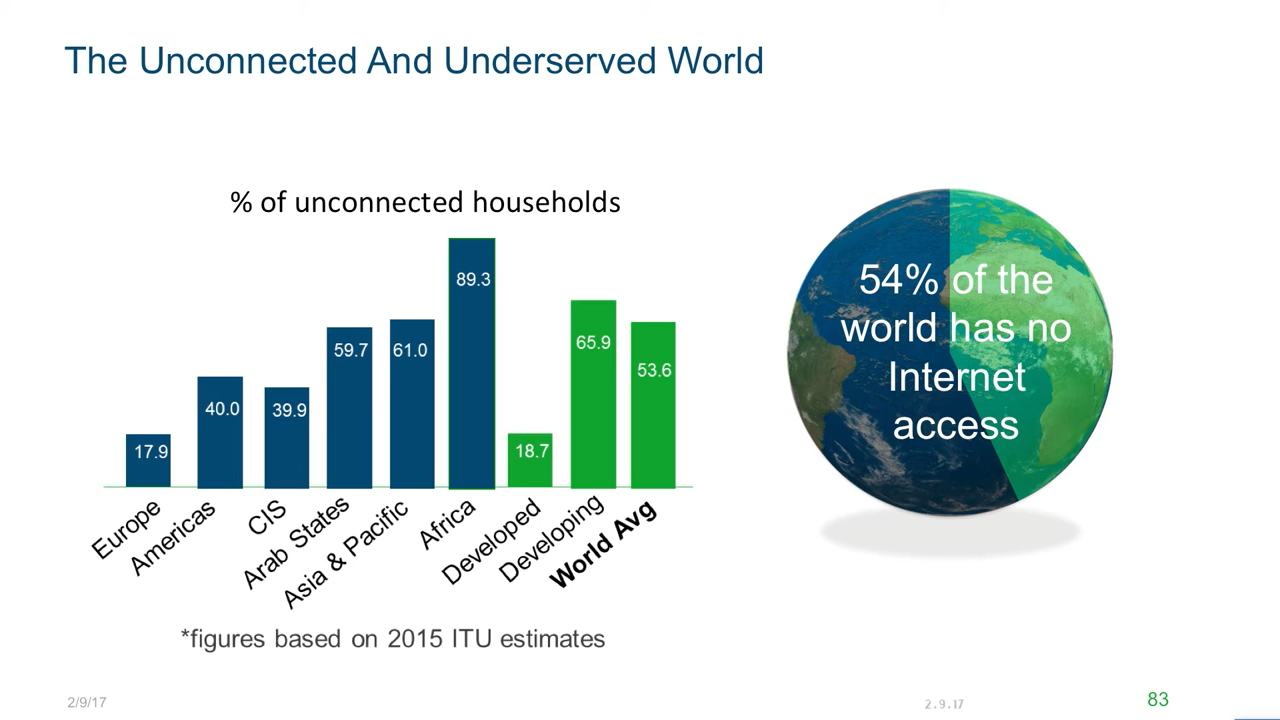 The Unconnected And Underserved World
% of unconnected households
17.9
40.0
39.9
59.7
61.0
89.3
18.7
65.9
53.6
Europe
Americas
CIS
Arab States
Asia & Pacific
Africa
Developed
Developing
World Avg
*figures based on 2015 ITU estimates
54% of the
world has no
Internet
access
2/9/17
2.9.17
83